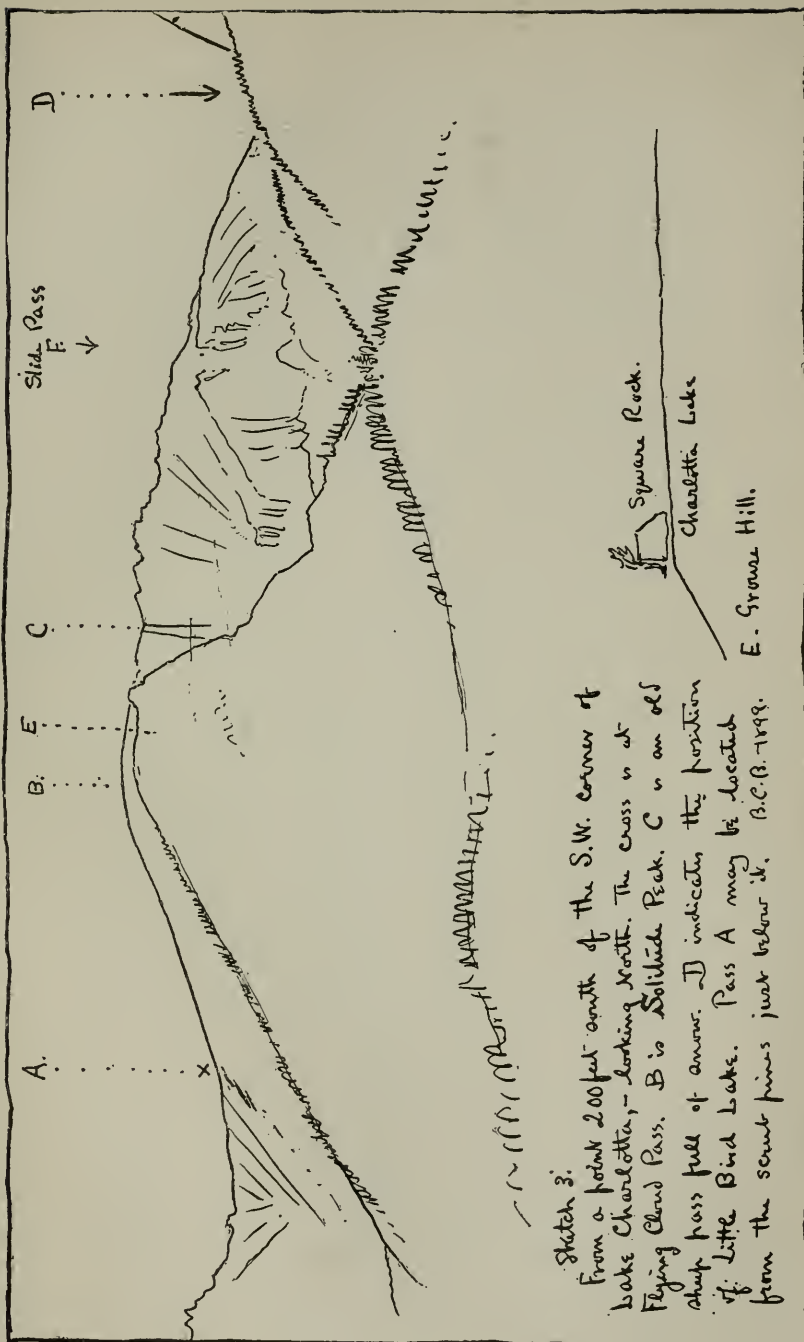 A.
B.
E
C
Slide Pass
F.
D
Square Rock.
Charlotta Lake
E. Grouse Hill.
Sketch 3.
From a point 200 feet south of the S.W. corner of
Lake Charlotta,- looking North. The cross is at
Flying Cloud Pass. B is Solitude Peak. C is an old
sheep pass full of snow. D indicates the position
of Little Bird Lake. Pass A may be located
from the scrub pines just below it. B.C.B.-1899.